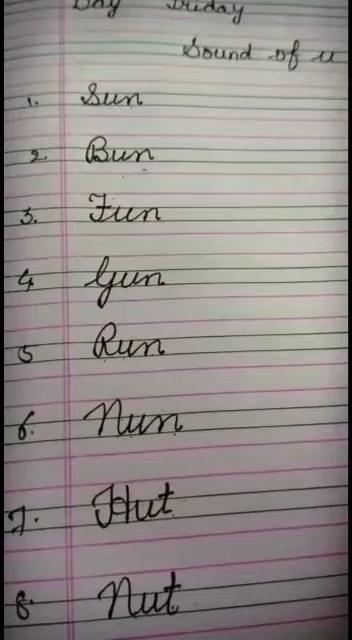 Day Friday
Sound of u
1. Sun
2. Bun
3. Fun
4 Gun
5 Run
6. Nun
7. Hut
8. Nut